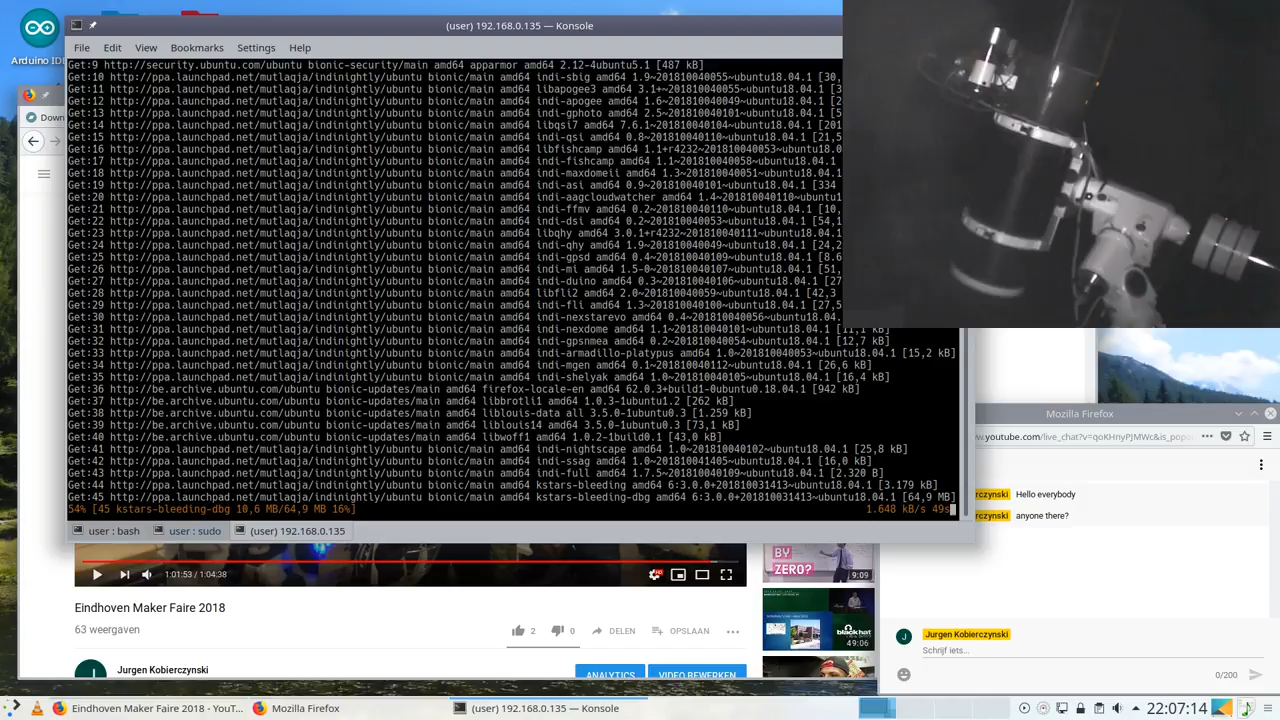 Arduino IDE
(user) 192.168.0.135 — Konsole
File Edit View Bookmarks Settings Help
Get:9 http://security.ubuntu.com/ubuntu bionic-security/main amd64 apparmor amd64 2.12-4ubuntu5.1 [487 kB]
Get:10 http://ppa.launchpad.net/mutlaqja/indinightly/ubuntu bionic/main amd64 indi-sbig amd64 1.9~201810040055~ubuntu18.04.1 [30,
Get:11 http://ppa.launchpad.net/mutlaqja/indinightly/ubuntu bionic/main amd64 libapogee3 amd64 3.1+~201810040055~ubuntu18.04.1 [3
Get:12 http://ppa.launchpad.net/mutlaqja/indinightly/ubuntu bionic/main amd64 indi-apogee amd64 1.6~201810040049~ubuntu18.04.1 [2
Get:13 http://ppa.launchpad.net/mutlaqja/indinightly/ubuntu bionic/main amd64 indi-gphoto amd64 2.5~201810040101~ubuntu18.04.1 [5
Get:14 http://ppa.launchpad.net/mutlaqja/indinightly/ubuntu bionic/main amd64 libqsi7 amd64 7.6.1~201810040104~ubuntu18.04.1 [201
Get:15 http://ppa.launchpad.net/mutlaqja/indinightly/ubuntu bionic/main amd64 indi-qsi amd64 0.8~201810040110~ubuntu18.04.1 [21,5
Get:16 http://ppa.launchpad.net/mutlaqja/indinightly/ubuntu bionic/main amd64 libfishcamp amd64 1.1+r4232~201810040053~ubuntu18.0
Get:17 http://ppa.launchpad.net/mutlaqja/indinightly/ubuntu bionic/main amd64 indi-fishcamp amd64 1.1~201810040058~ubuntu18.04.1
Get:18 http://ppa.launchpad.net/mutlaqja/indinightly/ubuntu bionic/main amd64 indi-maxdomeii amd64 1.3~201810040051~ubuntu18.04.1
Get:19 http://ppa.launchpad.net/mutlaqja/indinightly/ubuntu bionic/main amd64 indi-asi amd64 0.9~201810040101~ubuntu18.04.1 [334
Get:20 http://ppa.launchpad.net/mutlaqja/indinightly/ubuntu bionic/main amd64 indi-aagcloudwatcher amd64 1.4~201810040110~ubuntu1
Get:21 http://ppa.launchpad.net/mutlaqja/indinightly/ubuntu bionic/main amd64 indi-ffmv amd64 0.2~201810040110~ubuntu18.04.1 [10,
Get:22 http://ppa.launchpad.net/mutlaqja/indinightly/ubuntu bionic/main amd64 indi-dsi amd64 0.2~201810040053~ubuntu18.04.1 [54,1
Get:23 http://ppa.launchpad.net/mutlaqja/indinightly/ubuntu bionic/main amd64 libqhy amd64 3.0.1+r4232~201810040111~ubuntu18.04.1
Get:24 http://ppa.launchpad.net/mutlaqja/indinightly/ubuntu bionic/main amd64 indi-qhy amd64 1.9~201810040049~ubuntu18.04.1 [24,2
Get:25 http://ppa.launchpad.net/mutlaqja/indinightly/ubuntu bionic/main amd64 indi-gpsd amd64 0.4~201810040109~ubuntu18.04.1 [8.6
Get:26 http://ppa.launchpad.net/mutlaqja/indinightly/ubuntu bionic/main amd64 indi-mi amd64 1.5-0~201810040107~ubuntu18.04.1 [51,
Get:27 http://ppa.launchpad.net/mutlaqja/indinightly/ubuntu bionic/main amd64 indi-duino amd64 0.3~201810040106~ubuntu18.04.1 [28
Get:28 http://ppa.launchpad.net/mutlaqja/indinightly/ubuntu bionic/main amd64 libfli2 amd64 2.0~201810040059~ubuntu18.04.1 [42,3
Get:29 http://ppa.launchpad.net/mutlaqja/indinightly/ubuntu bionic/main amd64 indi-fli amd64 1.3~201810040100~ubuntu18.04.1 [27,5
Get:30 http://ppa.launchpad.net/mutlaqja/indinightly/ubuntu bionic/main amd64 indi-nexstarevo amd64 0.4~201810040056~ubuntu18.04.
Get:31 http://ppa.launchpad.net/mutlaqja/indinightly/ubuntu bionic/main amd64 indi-nexdome amd64 1.1~201810040101~ubuntu18.04.1 [11,1 kB]
Get:32 http://ppa.launchpad.net/mutlaqja/indinightly/ubuntu bionic/main amd64 indi-gpsnmea amd64 0.2~201810040054~ubuntu18.04.1 [12,7 kB]
Get:33 http://ppa.launchpad.net/mutlaqja/indinightly/ubuntu bionic/main amd64 indi-armadillo-platypus amd64 1.0~201810040053~ubuntu18.04.1 [15,2 kB]
Get:34 http://ppa.launchpad.net/mutlaqja/indinightly/ubuntu bionic/main amd64 indi-mgen amd64 0.1~201810040112~ubuntu18.04.1 [26,6 kB]
Get:35 http://ppa.launchpad.net/mutlaqja/indinightly/ubuntu bionic/main amd64 indi-shelyak amd64 1.0~201810040105~ubuntu18.04.1 [16,4 kB]
Get:36 http://be.archive.ubuntu.com/ubuntu bionic-updates/main amd64 firefox-locale-en amd64 62.0.3+build1-0ubuntu0.18.04.1 [942 kB]
Get:37 http://be.archive.ubuntu.com/ubuntu bionic-updates/main amd64 libbrotli1 amd64 1.0.3-1ubuntu1.2 [262 kB]
Get:38 http://be.archive.ubuntu.com/ubuntu bionic-updates/main amd64 liblouis-data all 3.5.0-1ubuntu0.3 [1.259 kB]
Get:39 http://be.archive.ubuntu.com/ubuntu bionic-updates/main amd64 liblouis14 amd64 3.5.0-1ubuntu0.3 [73,1 kB]
Get:40 http://be.archive.ubuntu.com/ubuntu bionic-updates/main amd64 libwoff1 amd64 1.0.2-1build0.1 [43,0 kB]
Get:41 http://ppa.launchpad.net/mutlaqja/indinightly/ubuntu bionic/main amd64 indi-nightscape amd64 1.0~201810040102~ubuntu18.04.1 [25,8 kB]
Get:42 http://ppa.launchpad.net/mutlaqja/indinightly/ubuntu bionic/main amd64 indi-ssag amd64 1.0~201810041405~ubuntu18.04.1 [16,0 kB]
Get:43 http://ppa.launchpad.net/mutlaqja/indinightly/ubuntu bionic/main amd64 indi-full amd64 1.7.5~201810040109~ubuntu18.04.1 [2.320 B]
Get:44 http://ppa.launchpad.net/mutlaqja/indinightly/ubuntu bionic/main amd64 kstars-bleeding amd64 6:3.0.0+201810031413~ubuntu18.04.1 [3.179 kB]
Get:45 http://ppa.launchpad.net/mutlaqja/indinightly/ubuntu bionic/main amd64 kstars-bleeding-dbg amd64 6:3.0.0+201810031413~ubuntu18.04.1 [64,9 MB]
54% [45 kstars-bleeding-dbg 10,6 MB/64,9 MB 16%] 1.648 kB/s 49s
user : bash user : sudo (user) 192.168.0.135
Down
1:01:53 / 1:04:38
Eindhoven Maker Faire 2018
63 weergaven
2 0 DELEN OPSLAAN
Jurgen Kobierczynski
ANALYTICS VIDEO BEWERKEN
BY
ZERO?
9:09
black hat
49:06
Mozilla Firefox
w.youtube.com/live_chat?v=qoKHnyPJMWc&is_popo
erczynski Hello everybody
erczynski anyone there?
J Jurgen Kobierczynski
Schrijf iets...
0/200
Eindhoven Maker Faire 2018 - YouT... Mozilla Firefox (user) 192.168.0.135 — Konsole 22:07:14